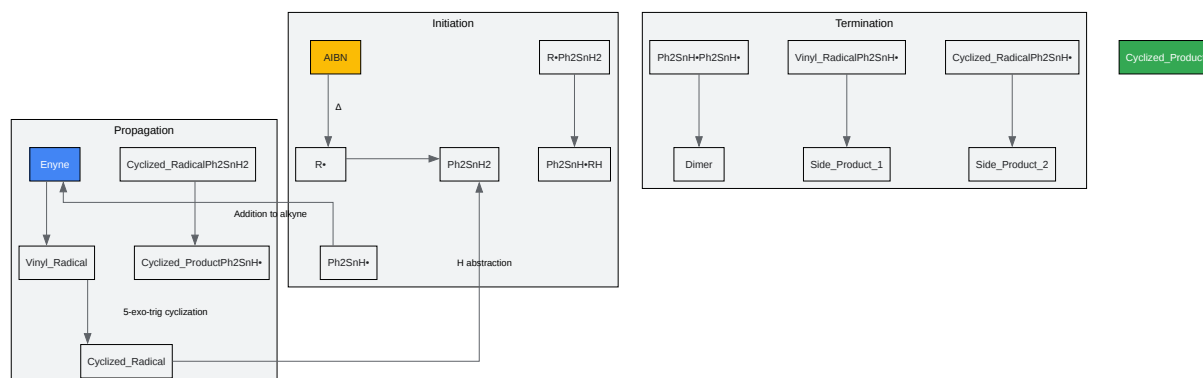 Initiation
AIBN
R•Ph2SnH2
Δ
R•
Ph2SnH2
Ph2SnH•RH
Ph2SnH•
Propagation
Enyne
Cyclized_RadicalPh2SnH2
Addition to alkyne
Vinyl_Radical
Cyclized_ProductPh2SnH•
H abstraction
5-exo-trig cyclization
Cyclized_Radical
Termination
Ph2SnH•Ph2SnH•
Vinyl_RadicalPh2SnH•
Cyclized_RadicalPh2SnH•
Dimer
Side_Product_1
Side_Product_2
Cyclized_Produc